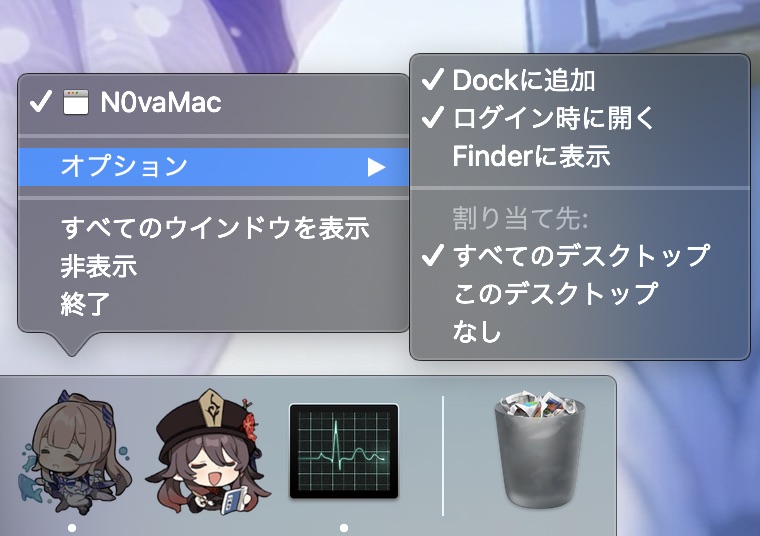 N0vaMac
オプション
すべてのウインドウを表示
非表示
終了
Dockに追加
ログイン時に開く
Finderに表示
割り当て先:
すべてのデスクトップ
このデスクトップ
なし